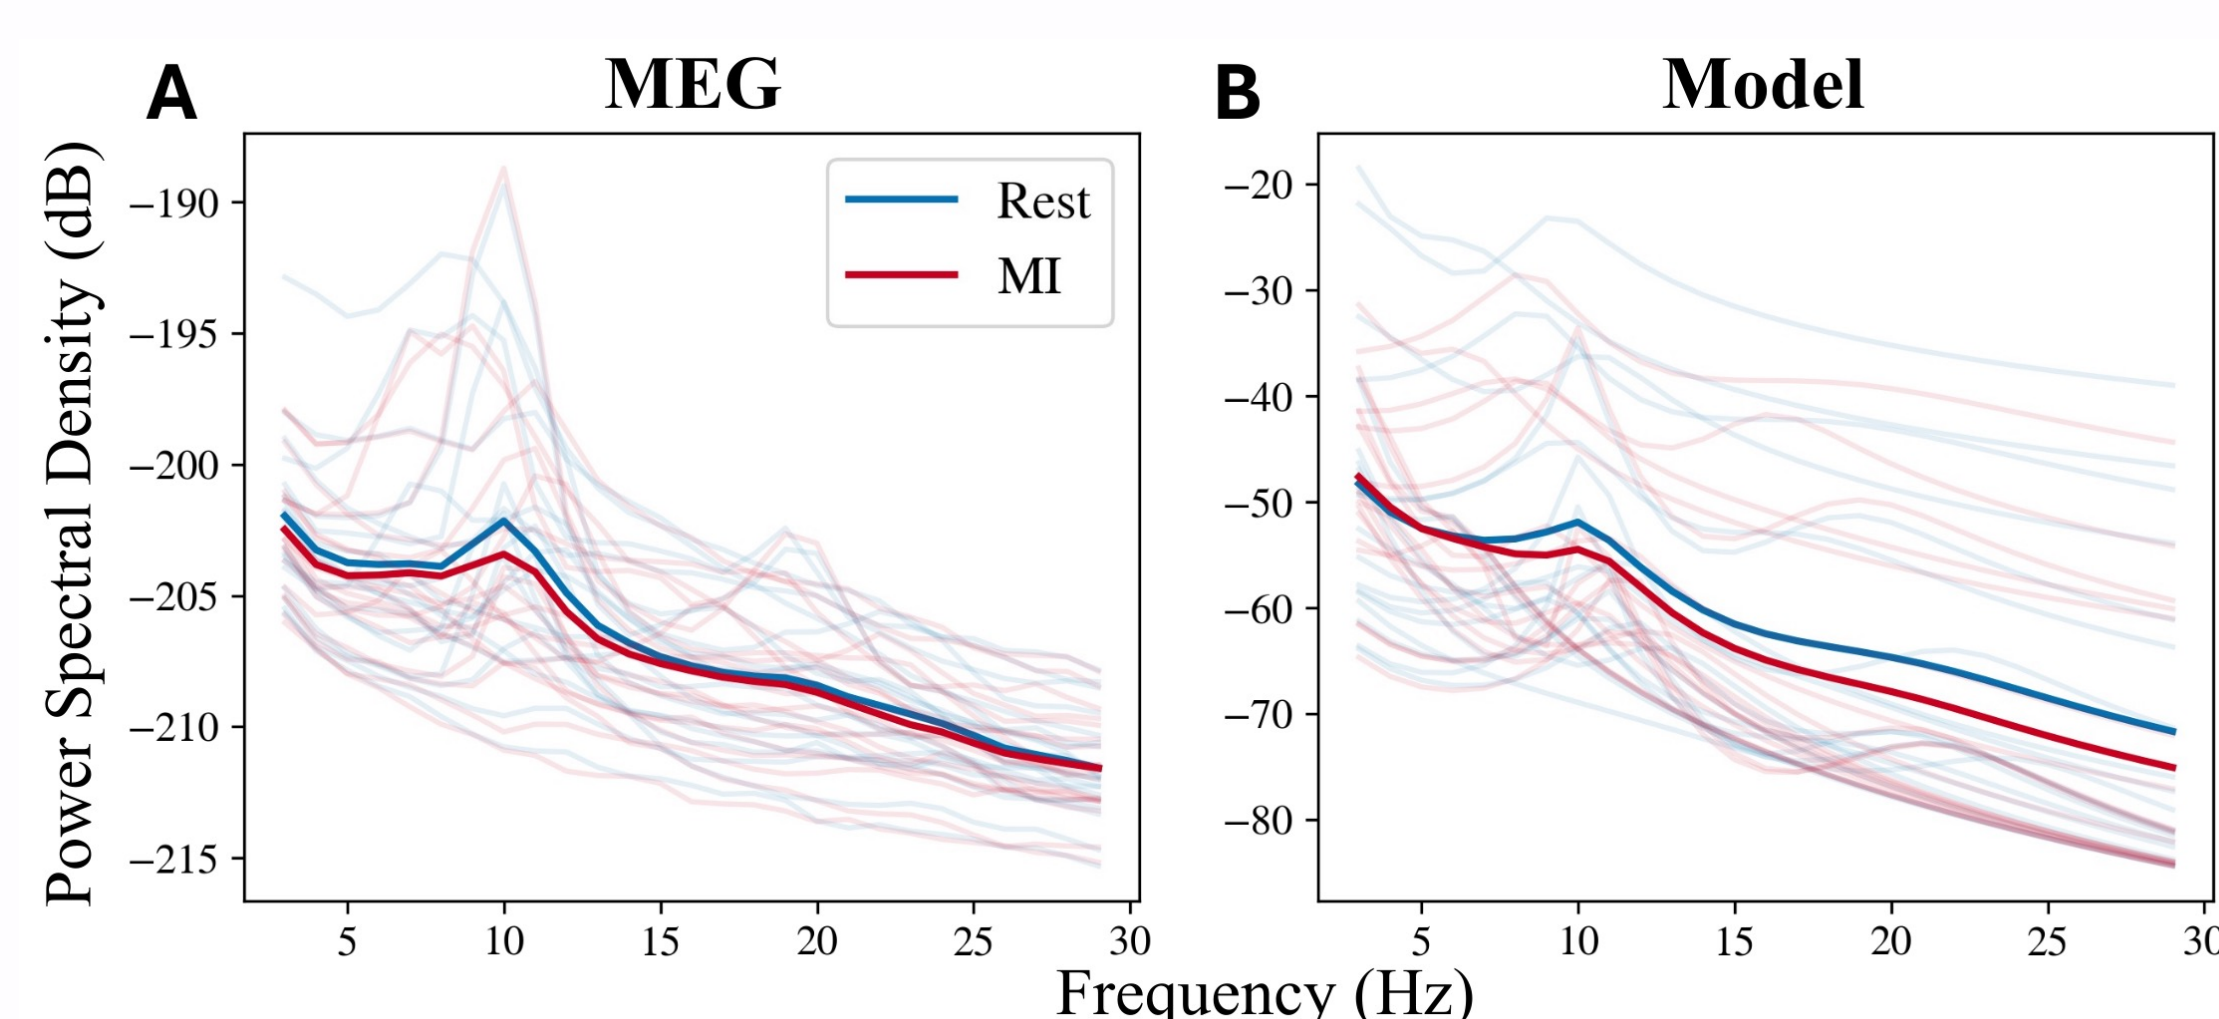 A
MEG
B
Model
Power Spectral Density (dB)
−190
−195
−200
−205
−210
−215
Rest
MI
−20
−30
−40
−50
−60
−70
−80
5 10 15 20 25 30
5 10 15 20 25 30
Frequency (Hz)